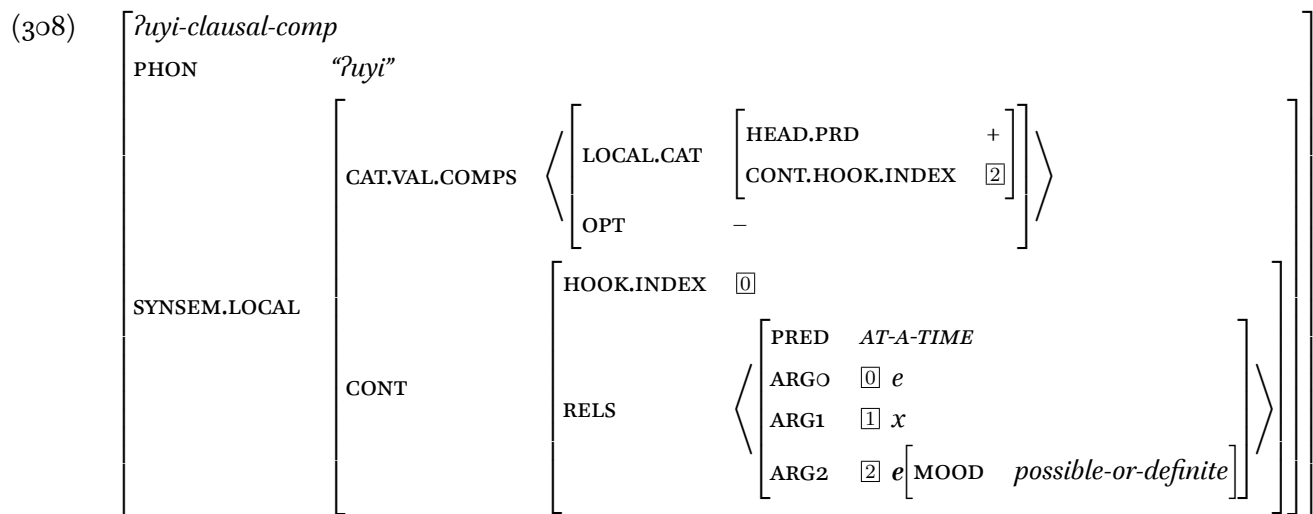 (308) ʔuyi-clausal-comp
PHON “ʔuyi”
HEAD.PRD +
LOCAL.CAT
CAT.VAL.COMPS CONT.HOOK.INDEX 2
OPT –
HOOK.INDEX 0
SYNSEM.LOCAL
PRED AT-A-TIME
CONT ARG0 0 e
RELS ARG1 1 x
ARG2 2 e[MOOD possible-or-definite]